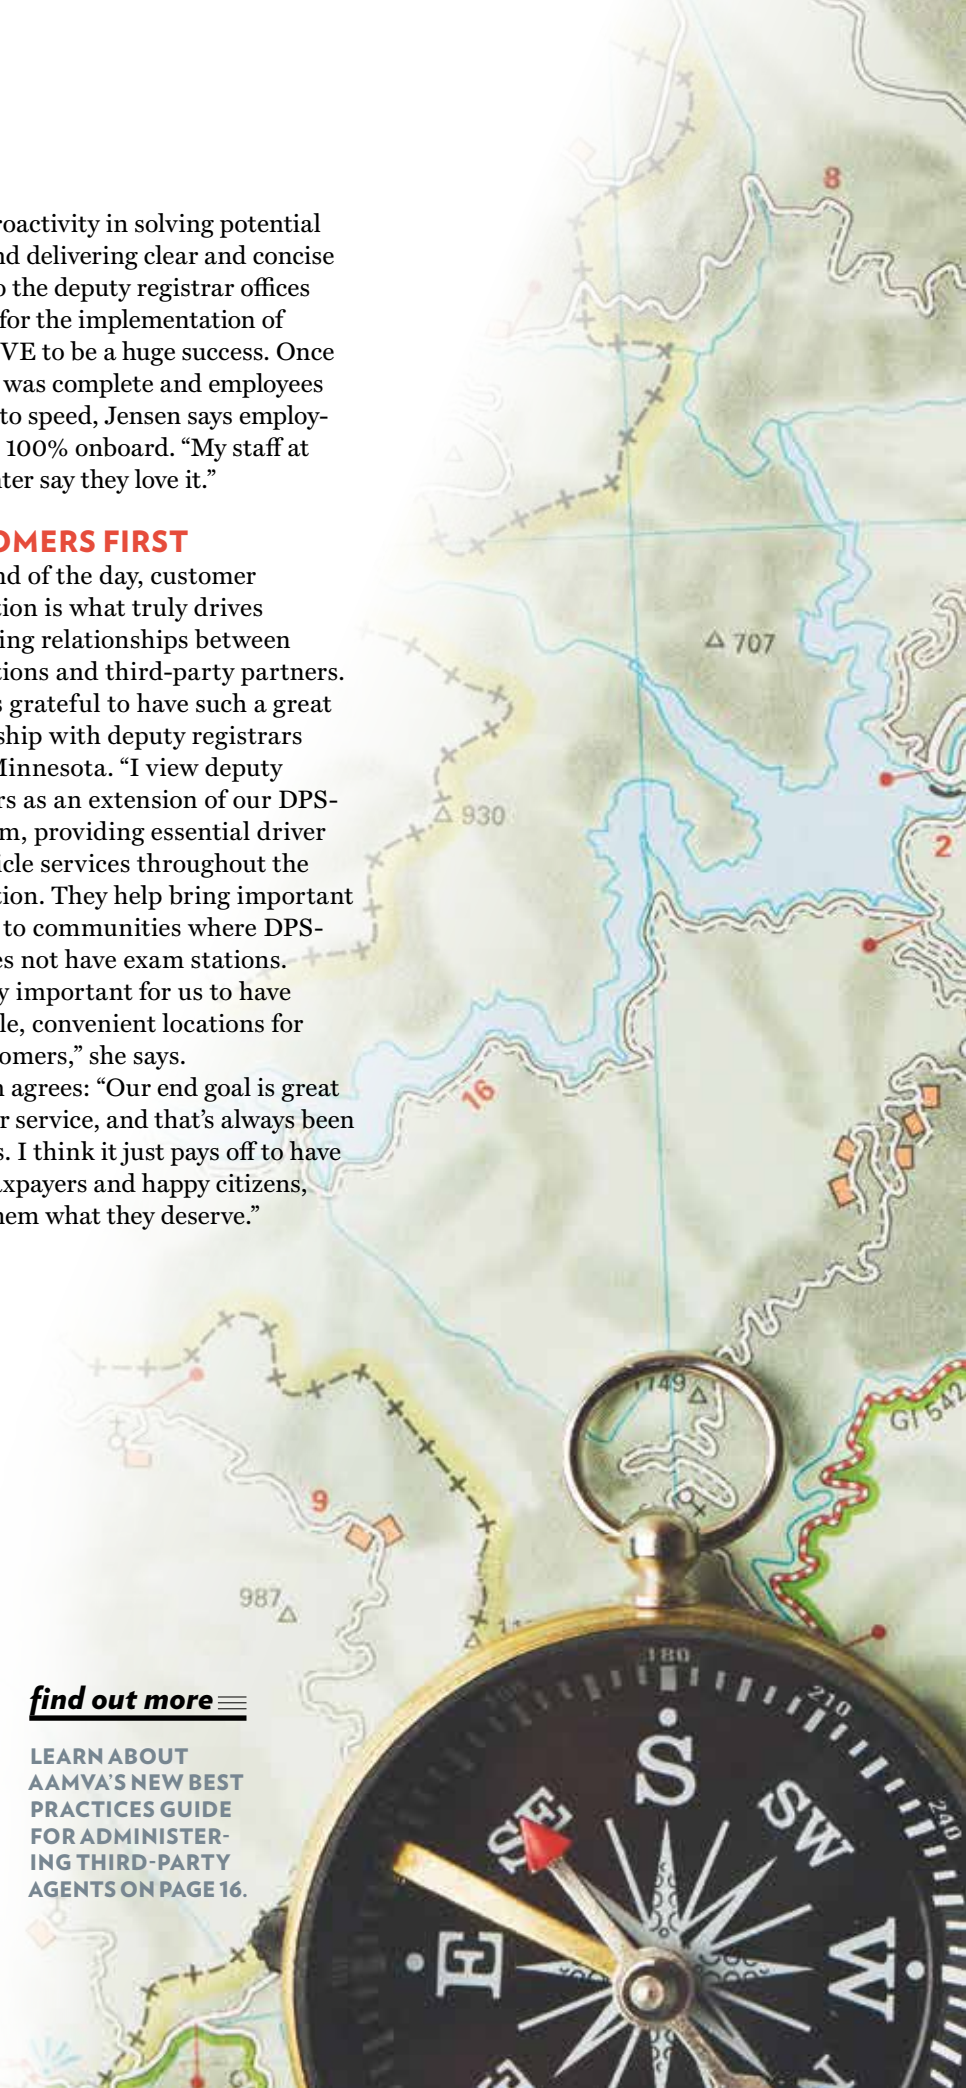 roactivity in solving potential
nd delivering clear and concise
o the deputy registrar offices
for the implementation of
VE to be a huge success. Once
was complete and employees
to speed, Jensen says employ-
100% onboard. “My staff at
ter say they love it.”
OMERS FIRST
nd of the day, customer
tion is what truly drives
ing relationships between
tions and third-party partners.
s grateful to have such a great
ship with deputy registrars
Minnesota. “I view deputy
rs as an extension of our DPS-
m, providing essential driver
icle services throughout the
tion. They help bring important
to communities where DPS-
es not have exam stations.
y important for us to have
le, convenient locations for
omers,” she says.
n agrees: “Our end goal is great
r service, and that’s always been
s. I think it just pays off to have
axpayers and happy citizens,
hem what they deserve.”
find out more
LEARN ABOUT
AAMVA’S NEW BEST
PRACTICES GUIDE
FOR ADMINISTER-
ING THIRD-PARTY
AGENTS ON PAGE 16.
8
707
930
2
16
1149
GI 542
9
987
180
210
240
S
SW
SE
E
W